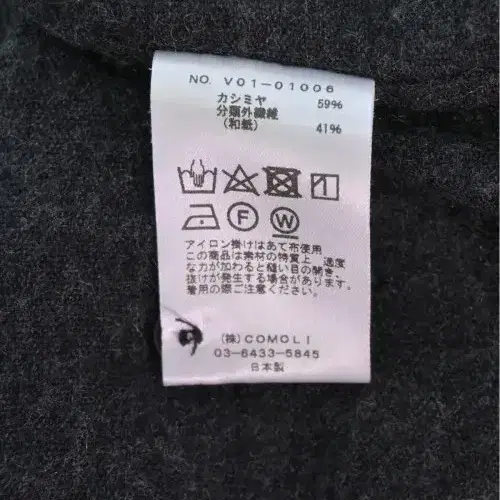 NO. V01-01006
カシミヤ 59%
分類外繊維
(和紙) 41%
F W
アイロン掛けはあて布使用
この商品は素材の特質上 過度
な力が加わると縫い目の開き、
抜けが発生する場合があります。
着用の際ご注意ください。
(株) COMOLI
03-6433-5845
日本製